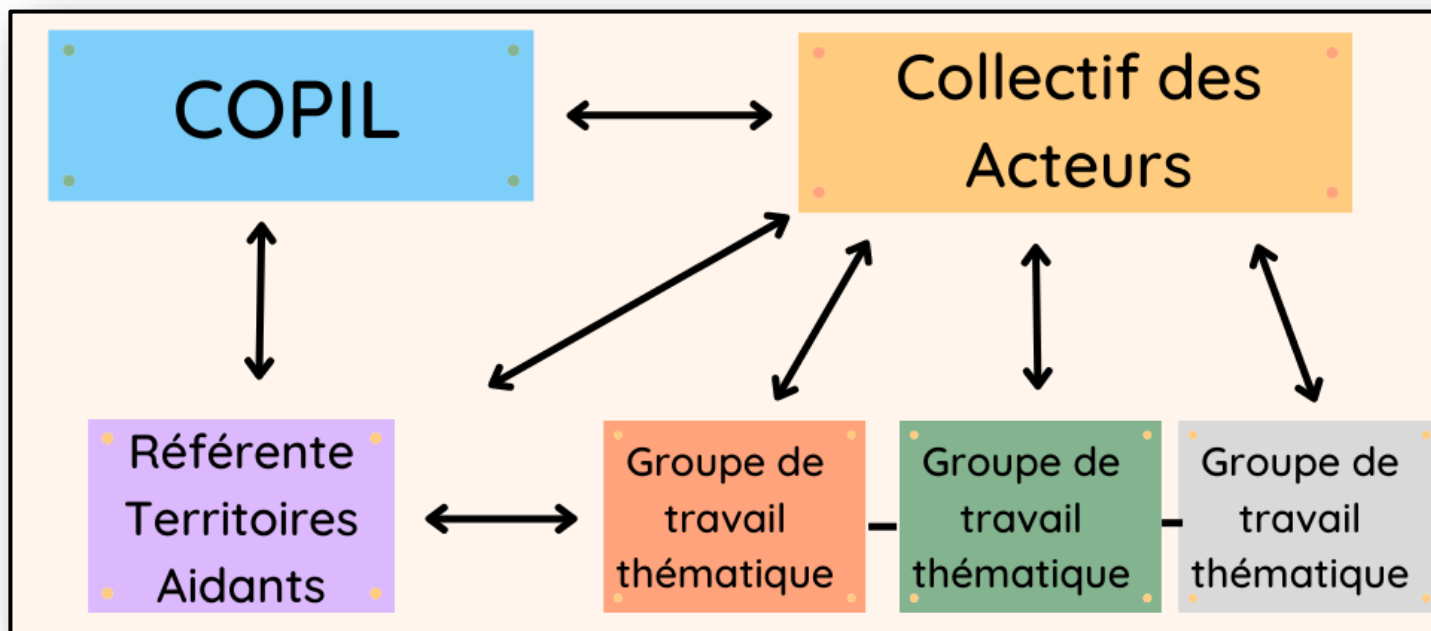 COPIL
Collectif des
Acteurs
Référente
Territoires
Aidants
Groupe de
travail
thématique
Groupe de
travail
thématique
Groupe de
travail
thématique